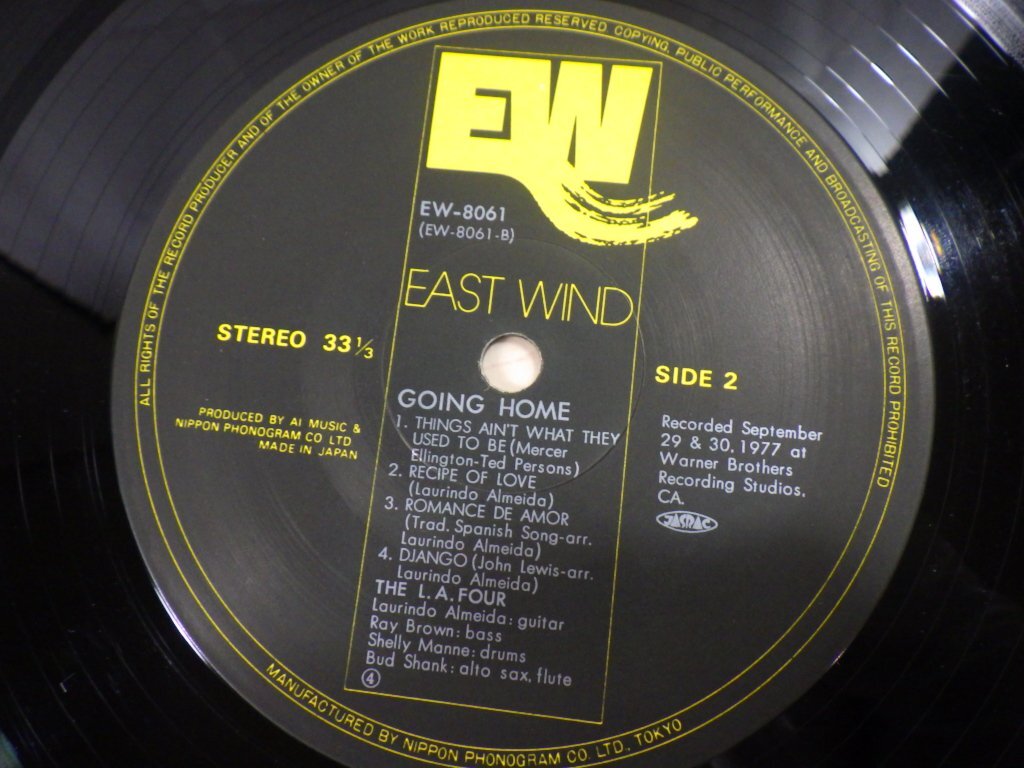 ALL RIGHTS OF THE RECORD PRODUCER AND OF THE OWNER OF THE WORK REPRODUCED RESERVED COPYING, PUBLIC PERFORMANCE AND BROADCASTING OF THIS RECORD PROHIBITED
EW
EW-8061
(EW-8061-B)
EAST WIND
STEREO 33⅓
SIDE 2
PRODUCED BY AI MUSIC &
NIPPON PHONOGRAM CO LTD
MADE IN JAPAN
GOING HOME
1. THINGS AIN'T WHAT THEY
USED TO BE (Mercer
Ellington-Ted Persons)
2. RECIPE OF LOVE
(Laurindo Almeida)
3. ROMANCE DE AMOR
(Trad. Spanish Song-arr.
Laurindo Almeida)
4. DJANGO (John Lewis-arr.
Laurindo Almeida)
THE L.A. FOUR
Laurindo Almeida: guitar
Ray Brown: bass
Shelly Manne: drums
Bud Shank: alto sax, flute
④
Recorded September
29 & 30, 1977 at
Warner Brothers
Recording Studios,
CA.
JASRAC
MANUFACTURED BY NIPPON PHONOGRAM CO. LTD., TOKYO